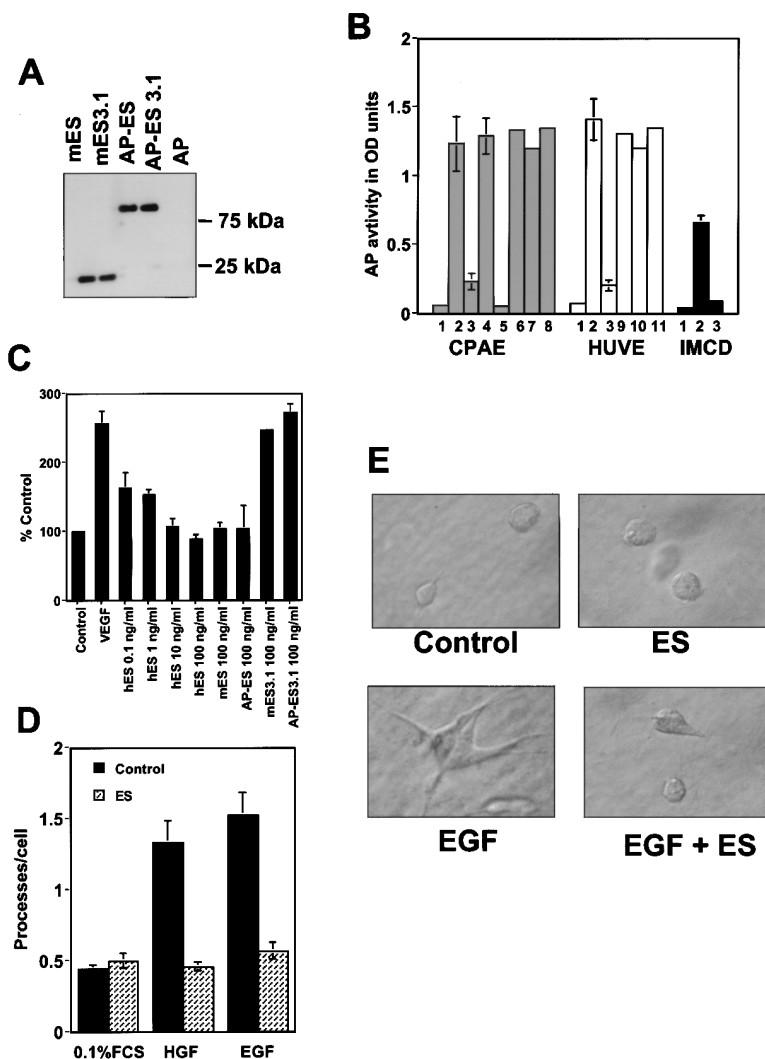 A
mES
mES3.1
AP-ES
AP-ES 3.1
AP
75 kDa
25 kDa
B
AP avtivity in OD units
2
1.5
1
0.5
0
1 2 3 4 5 6 7 8
1 2 3 9 10 11
1 2 3
CPAE
HUVE
IMCD
C
% Control
300
200
100
0
Control
VEGF
hES 0.1 ng/ml
hES 1 ng/ml
hES 10 ng/ml
hES 100 ng/ml
mES 100 ng/ml
AP-ES 100 ng/ml
mES3.1 100 ng/ml
AP-ES3.1 100 ng/ml
D
Processes/cell
2
1.5
1
0.5
0
Control
ES
0.1%FCS
HGF
EGF
E
Control
ES
EGF
EGF + ES